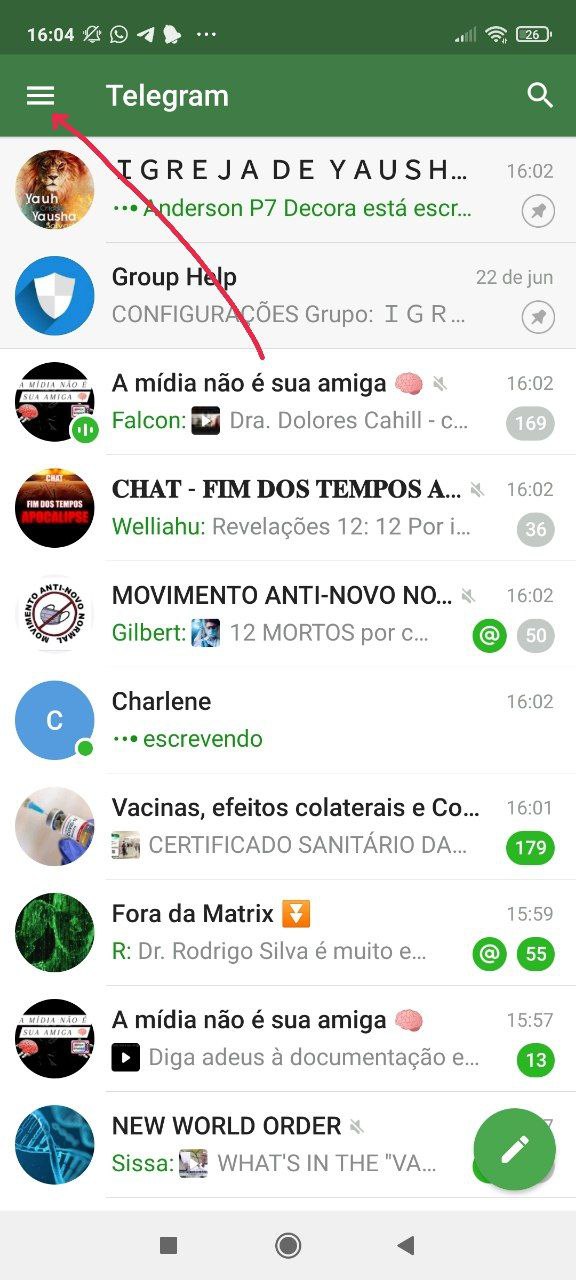 16:04 26
Telegram
I G R E J A D E Y A U S H... 16:02
Anderson P7 Decora está escr...
Yauh
Yausha
Group Help 22 de jun
CONFIGURAÇÕES Grupo: I G R ...
A mídia não é sua amiga 🧠 16:02
Falcon: Dra. Dolores Cahill - c... 169
A MÍDIA NÃO É
SUA AMIGA
𝐂𝐇𝐀𝐓 - 𝐅𝐈𝐌 𝐃𝐎𝐒 𝐓𝐄𝐌𝐏𝐎𝐒 𝐀... 16:02
Welliahu: Revelações 12: 12 Por i... 36
CHAT
FIM DOS TEMPOS
APOCALIPSE
MOVIMENTO ANTI-NOVO NO... 16:02
Gilbert: 12 MORTOS por c... @ 50
MOVIMENTO ANTI-NOVO NORMAL
C
Charlene 16:02
escrevendo
Vacinas, efeitos colaterais e Co... 16:01
CERTIFICADO SANITÁRIO DA... 179
Fora da Matrix ⏬ 15:59
R: Dr. Rodrigo Silva é muito e... @ 55
A mídia não é sua amiga 🧠 15:57
Diga adeus à documentação e... 13
A MÍDIA NÃO É
SUA AMIGA
NEW WORLD ORDER
Sissa: WHAT'S IN THE "VA...